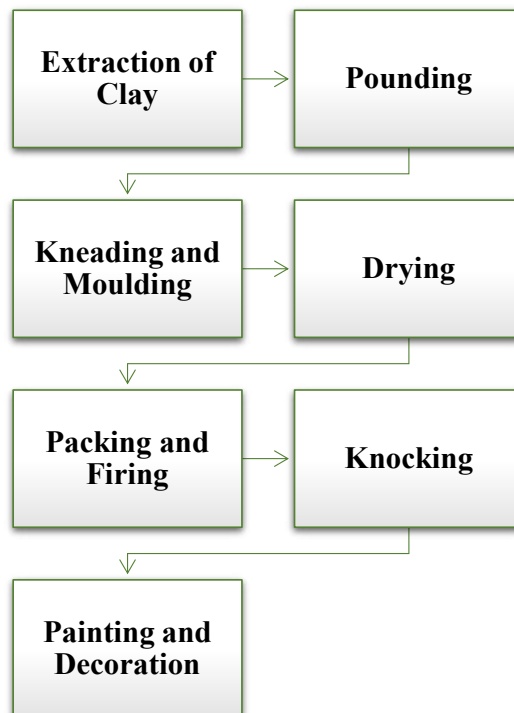 Extraction of
Clay
Pounding
Kneading and
Moulding
Drying
Packing and
Firing
Knocking
Painting and
Decoration